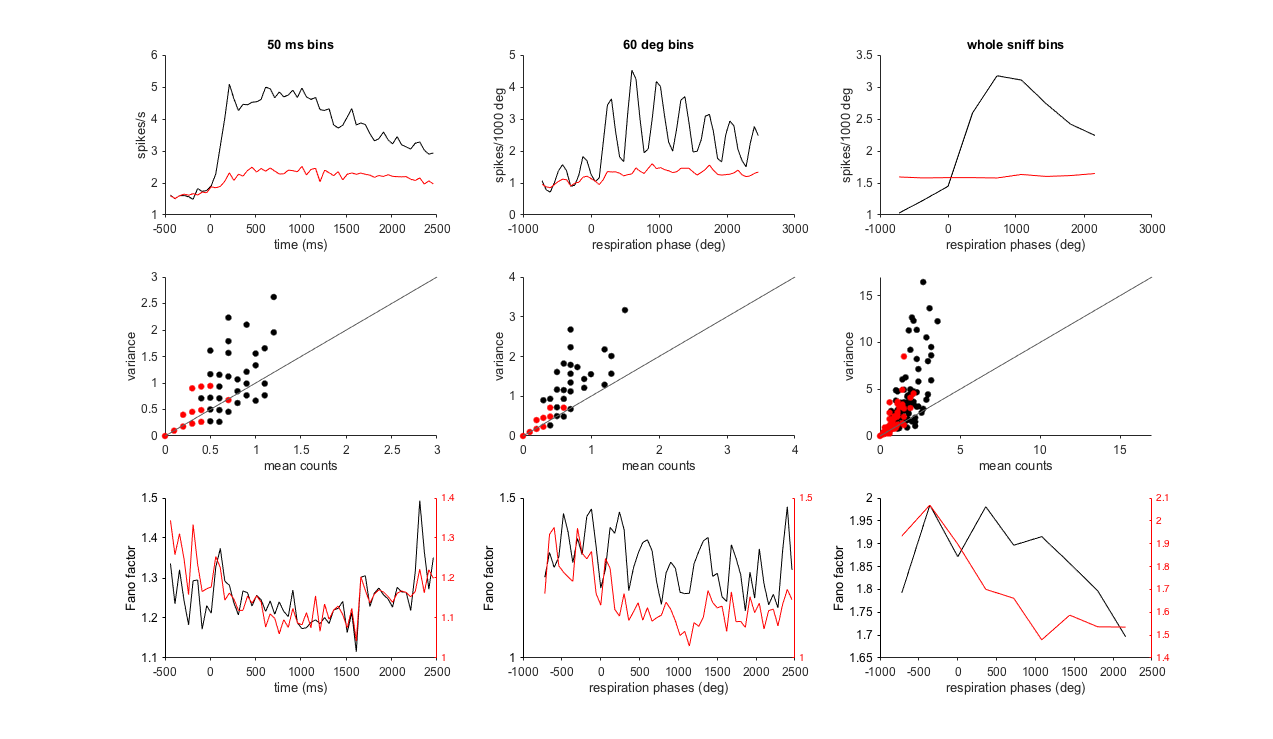 50 ms bins
60 deg bins
whole sniff bins
6
5
4
3
2
1
spikes/s
-500 0 500 1000 1500 2000 2500
time (ms)
5
4
3
2
1
0
spikes/1000 deg
-1000 0 1000 2000 3000
respiration phase (deg)
3.5
3
2.5
2
1.5
1
spikes/1000 deg
-1000 0 1000 2000 3000
respiration phases (deg)
3
2.5
2
1.5
1
0.5
0
variance
0 0.5 1 1.5 2 2.5 3
mean counts
4
3
2
1
0
variance
0 1 2 3 4
mean counts
15
10
5
0
variance
0 5 10 15
mean counts
1.5
1.4
1.3
1.2
1.1
Fano factor
1.4
1.3
1.2
1.1
1
-500 0 500 1000 1500 2000 2500
time (ms)
1.5
1
Fano factor
1.5
1
-1000 -500 0 500 1000 1500 2000 2500
respiration phases (deg)
2
1.95
1.9
1.85
1.8
1.75
1.7
1.65
Fano factor
2.1
2
1.9
1.8
1.7
1.6
1.5
1.4
-1000 -500 0 500 1000 1500 2000 2500
respiration phases (deg)